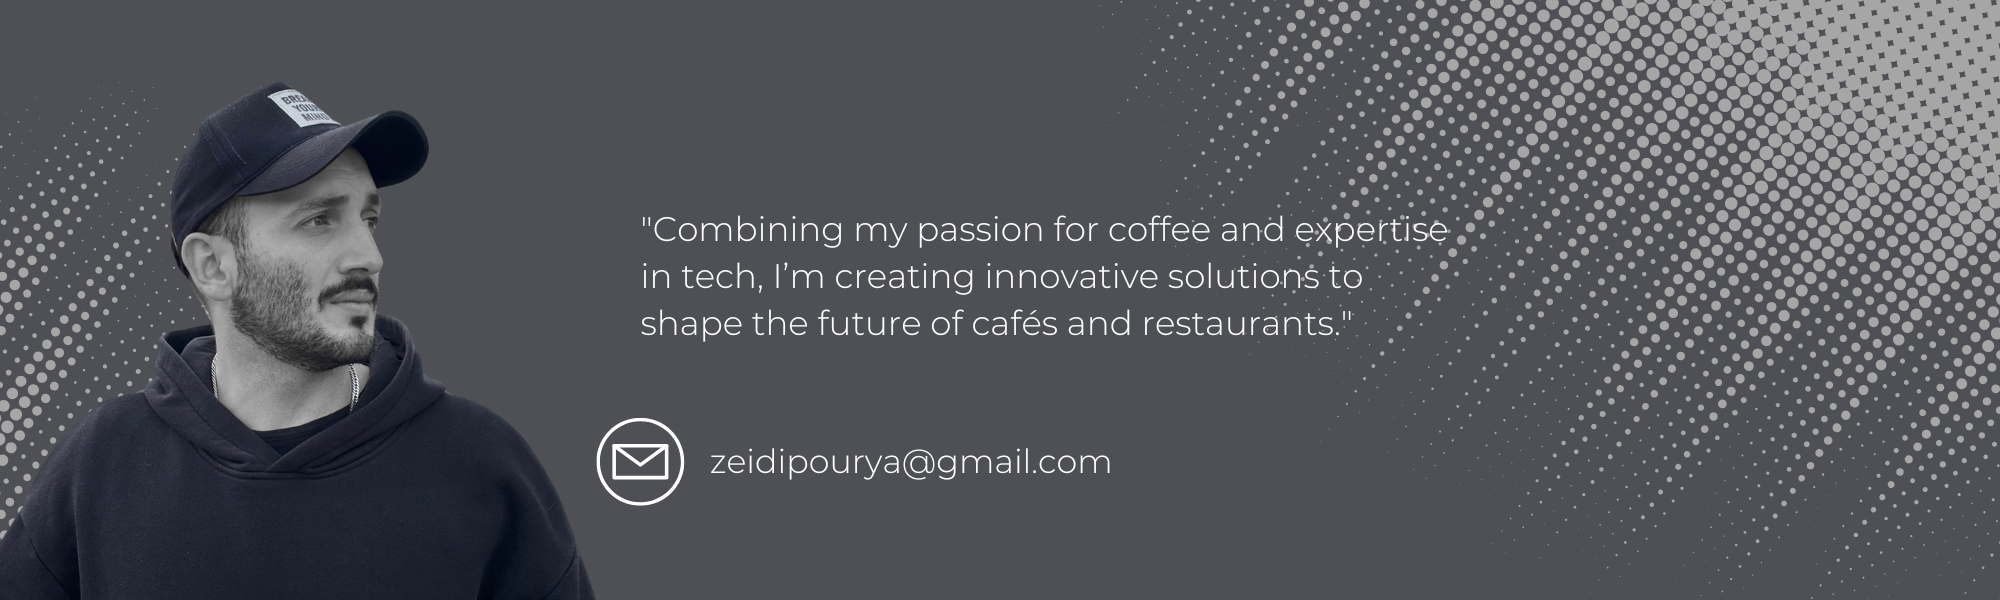 BREA
YOUR
MIND
"Combining my passion for coffee and expertise
in tech, I’m creating innovative solutions to
shape the future of cafés and restaurants."
zeidipourya@gmail.com